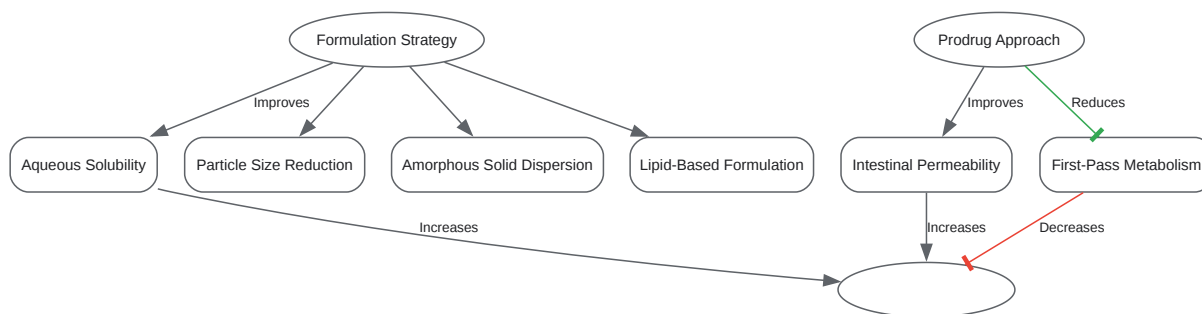 Formulation Strategy
Prodrug Approach
Improves
Improves
Reduces
Aqueous Solubility
Particle Size Reduction
Amorphous Solid Dispersion
Lipid-Based Formulation
Intestinal Permeability
First-Pass Metabolism
Increases
Increases
Decreases